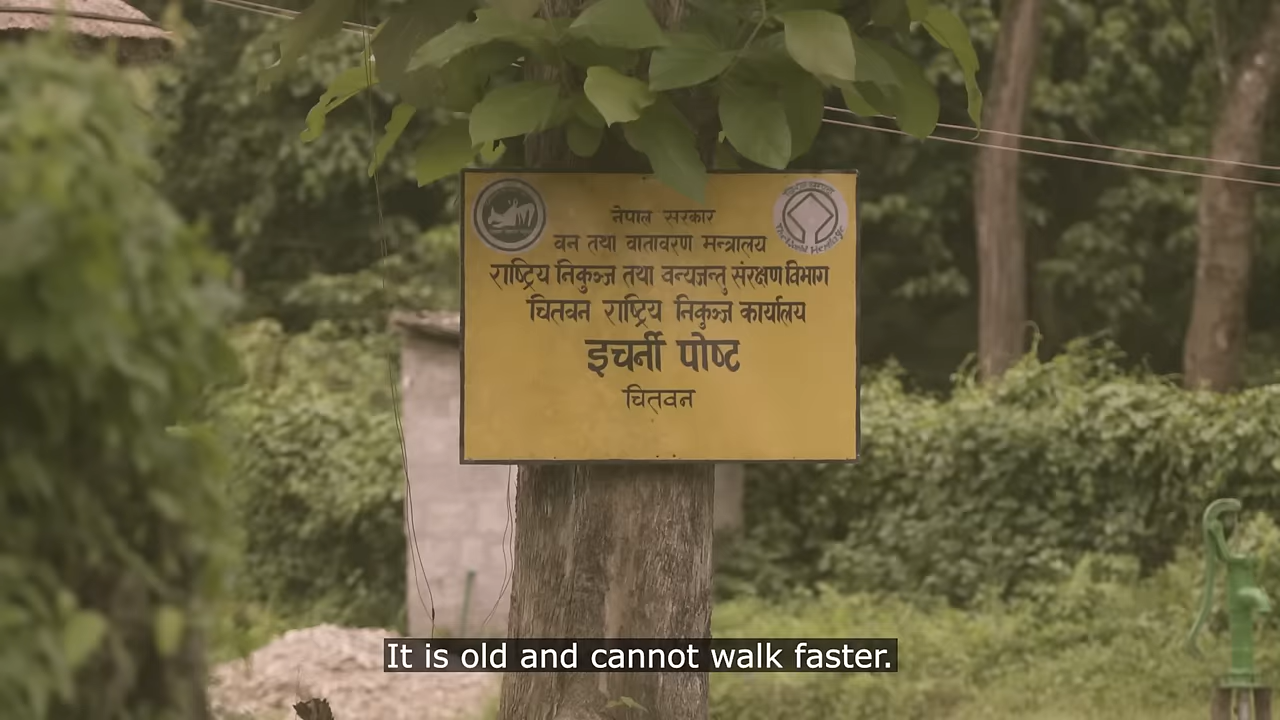 नेपाल सरकार
वन तथा वातावरण मन्त्रालय
राष्ट्रिय निकुञ्ज तथा वन्यजन्तु संरक्षण विभाग
चितवन राष्ट्रिय निकुञ्ज कार्यालय
इचर्नी पोष्ट
चितवन
It is old and cannot walk faster.